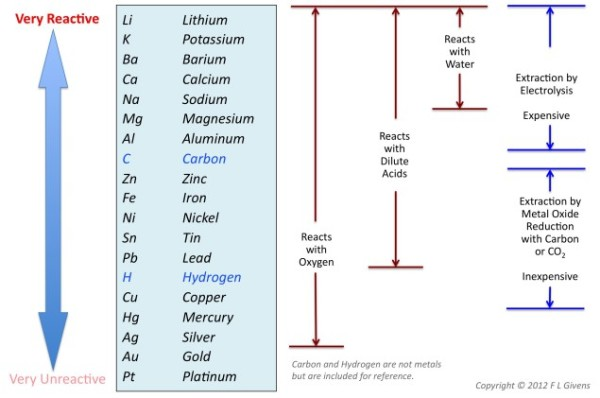 Very Reactive
Very Unreactive
Li Lithium
K Potassium
Ba Barium
Ca Calcium
Na Sodium
Mg Magnesium
Al Aluminum
C Carbon
Zn Zinc
Fe Iron
Ni Nickel
Sn Tin
Pb Lead
H Hydrogen
Cu Copper
Hg Mercury
Ag Silver
Au Gold
Pt Platinum
Reacts
with
Oxygen
Reacts
with
Dilute
Acids
Reacts
with
Water
Extraction by
Electrolysis
Expensive
Extraction by
Metal Oxide
Reduction
with Carbon
or CO₂
Inexpensive
Carbon and Hydrogen are not metals
but are included for reference.
Copyright © 2012 F L Givens